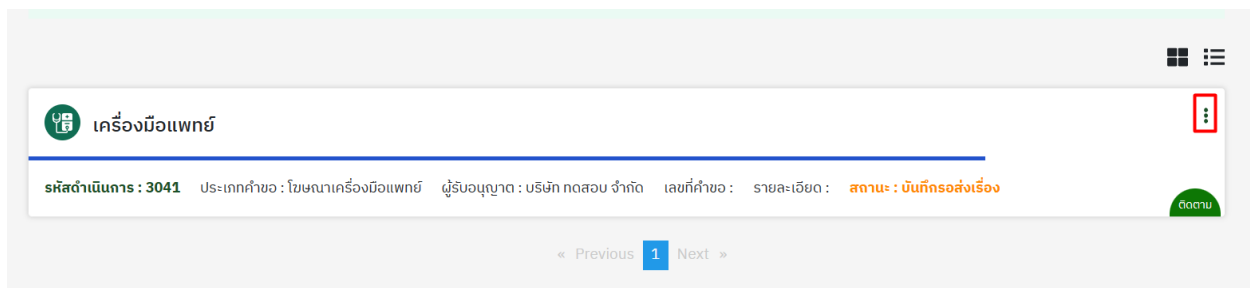 เครื่องมือแพทย์
รหัสดำเนินการ : 3041 ประเภทคำขอ : โฆษณาเครื่องมือแพทย์ ผู้รับอนุญาต : บริษัท ทดสอบ จำกัด เลขที่คำขอ : รายละเอียด : สถานะ : บันทึกรอส่งเรื่อง
ติดตาม
« Previous 1 Next »